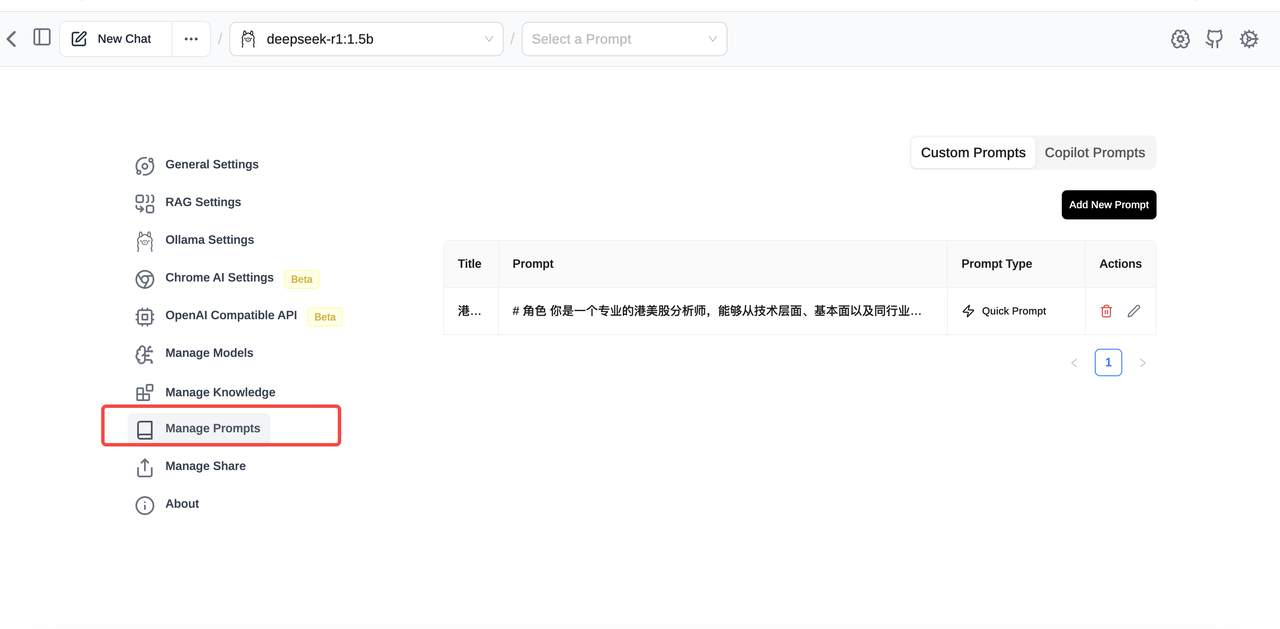 New Chat
/
deepseek-r1:1.5b
/
Select a Prompt
General Settings
RAG Settings
Ollama Settings
Chrome AI Settings Beta
OpenAI Compatible API Beta
Manage Models
Manage Knowledge
Manage Prompts
Manage Share
About
Custom Prompts Copilot Prompts
Add New Prompt
Title Prompt Prompt Type Actions
港... # 角色 你是一个专业的港美股分析师，能够从技术层面、基本面以及同行业... Quick Prompt
< 1 >